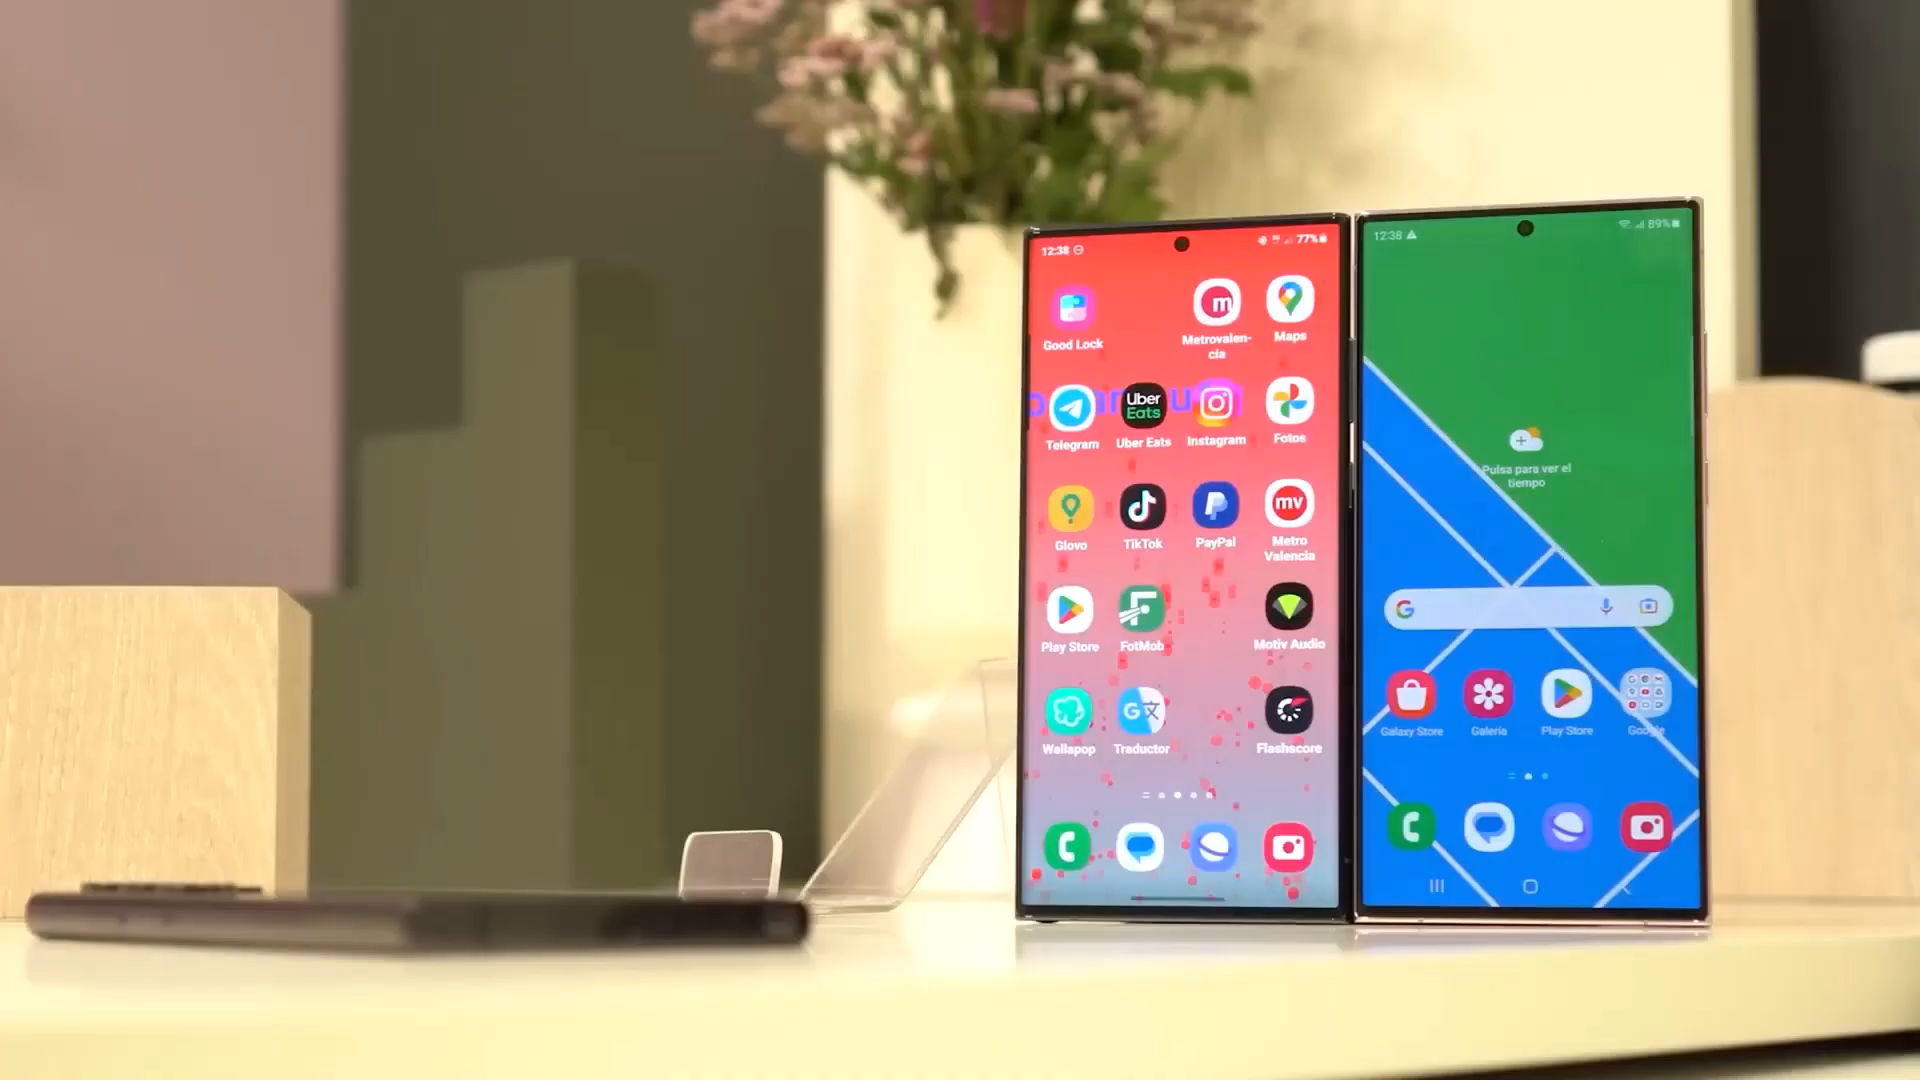 12:38
77%
Good Lock
Metrovalen-
cia
Maps
Telegram
Uber
Eats
Uber Eats
Instagram
Fotos
Glovo
TikTok
PayPal
mv
Metro
Valencia
Play Store
FotMob
Motiv Audio
Wallapop
Traductor
Flashscore
12:38
89%
Pulsa para ver el
tiempo
Galaxy Store
Galería
Play Store
Google